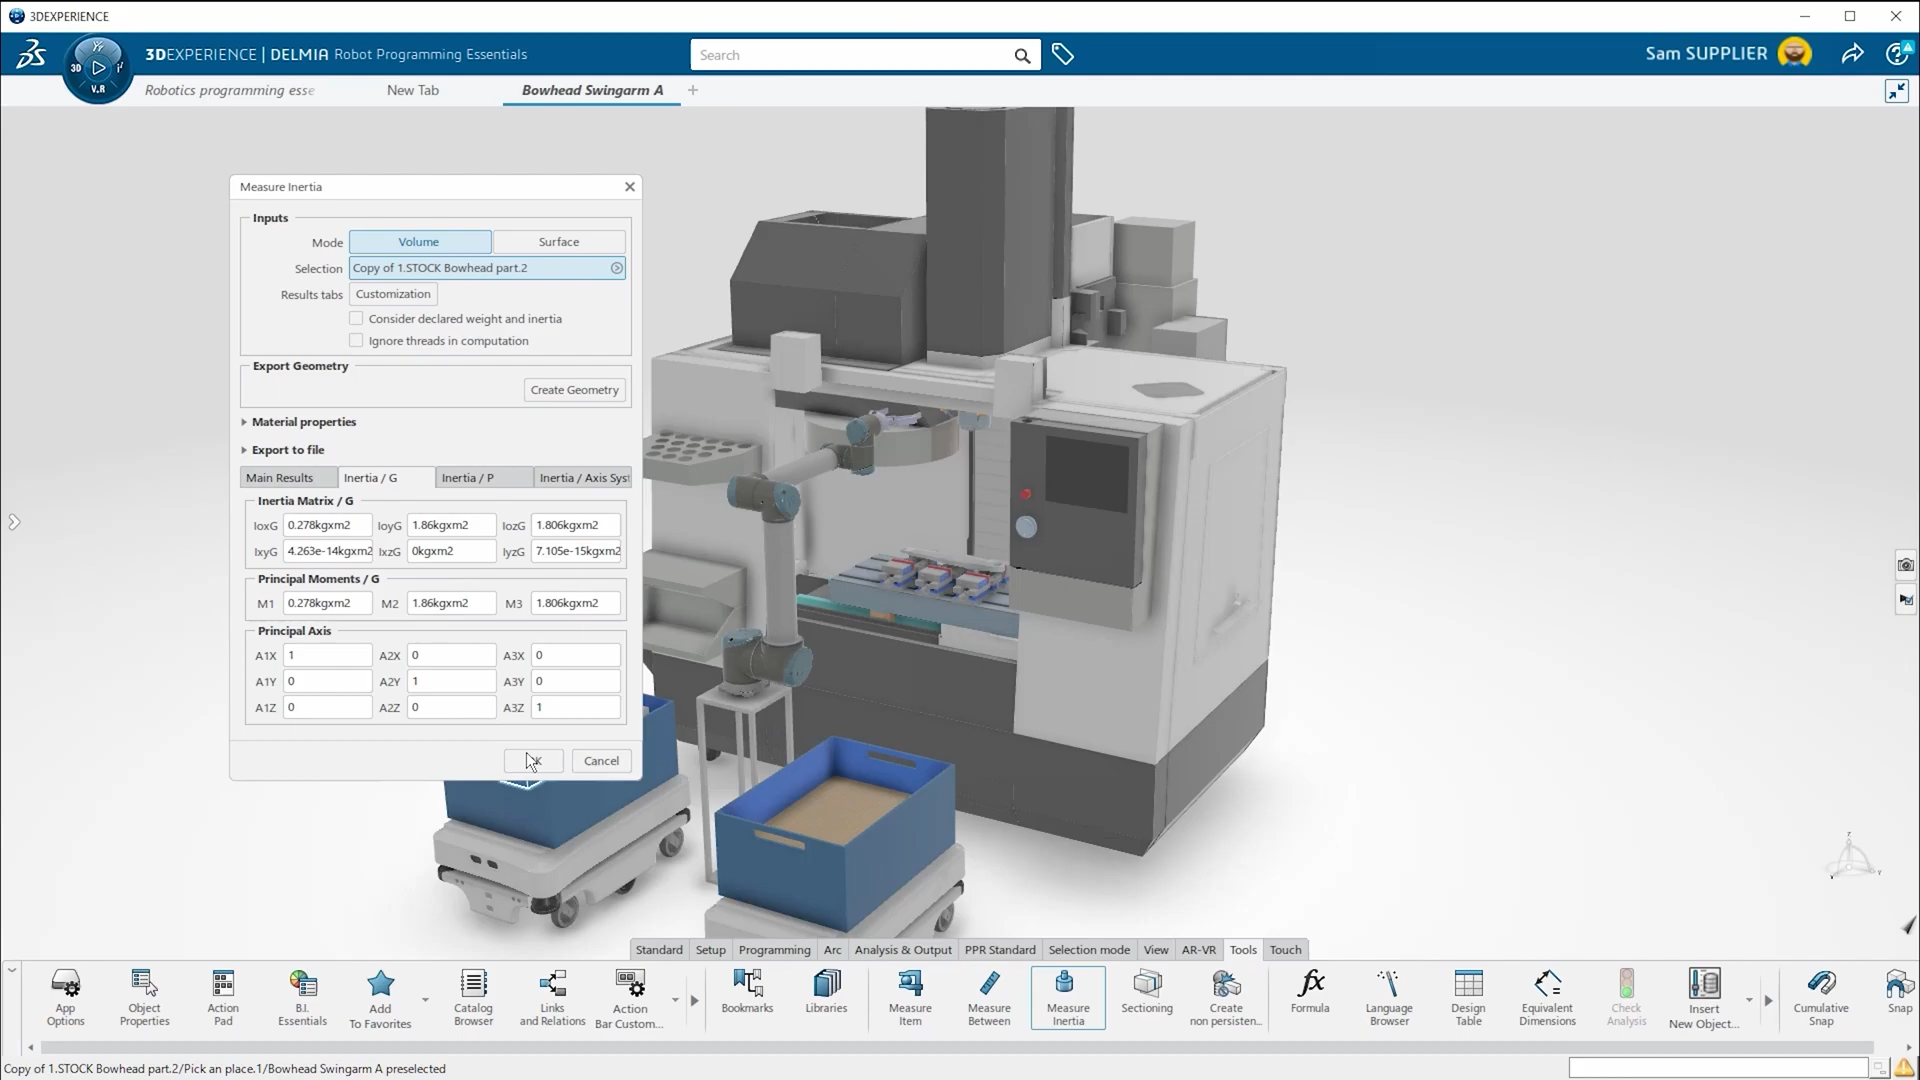 3DEXPERIENCE
3DEXPERIENCE | DELMIA Robot Programming Essentials
Search
Sam SUPPLIER
3D
V.R
Robotics programming esse
New Tab
Bowhead Swingarm A
Measure Inertia
Inputs
Mode
Volume
Surface
Selection
Copy of 1.STOCK Bowhead part.2
Results tabs
Customization
Consider declared weight and inertia
Ignore threads in computation
Export Geometry
Create Geometry
Material properties
Export to file
Main Results
Inertia / G
Inertia / P
Inertia / Axis Syst
Inertia Matrix / G
IoxG 0.278kgxm2 IoyG 1.86kgxm2 IozG 1.806kgxm2
IxyG 4.263e-14kgxm2 IxzG 0kgxm2 IyzG 7.105e-15kgxm2
Principal Moments / G
M1 0.278kgxm2 M2 1.86kgxm2 M3 1.806kgxm2
Principal Axis
A1X 1 A2X 0 A3X 0
A1Y 0 A2Y 1 A3Y 0
A1Z 0 A2Z 0 A3Z 1
Cancel
Standard
Setup
Programming
Arc
Analysis & Output
PPR Standard
Selection mode
View
AR-VR
Tools
Touch
App Options
Object Properties
Action Pad
B.I. Essentials
Add To Favorites
Catalog Browser
Links and Relations
Action Bar Custom...
Bookmarks
Libraries
Measure Item
Measure Between
Measure Inertia
Sectioning
Create non persisten...
fx
Formula
Language Browser
Design Table
Equivalent Dimensions
Check Analysis
Insert New Object...
Cumulative Snap
Snap
Copy of 1.STOCK Bowhead part.2/Pick an place.1/Bowhead Swingarm A preselected